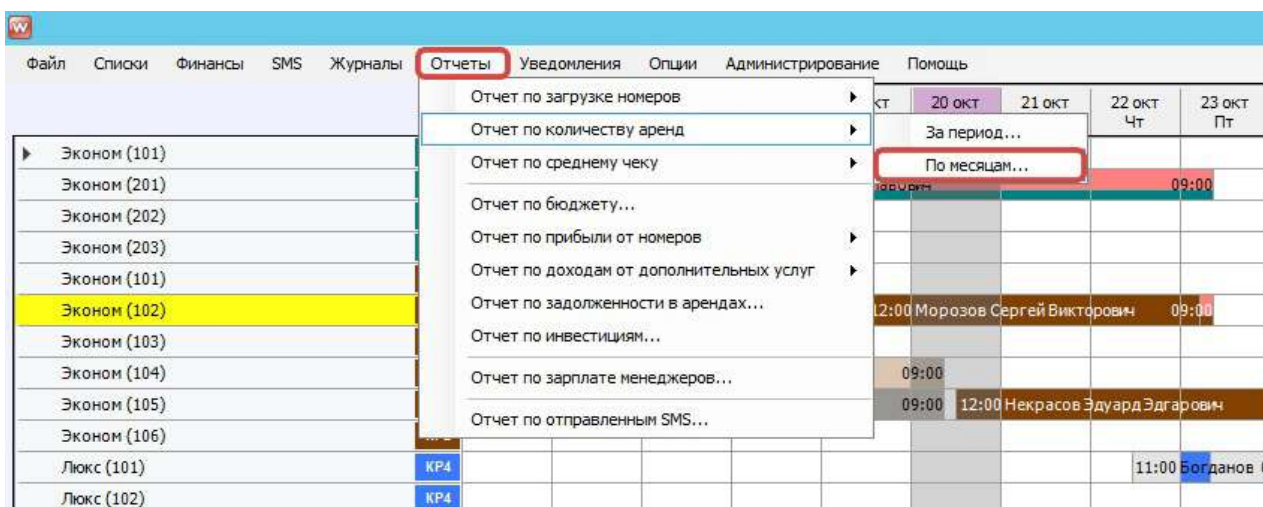 Файл Списки Финансы SMS Журналы Отчеты Уведомления Опции Администрирование Помощь
Отчет по загрузке номеров
20 окт 21 окт 22 окт Чт 23 окт Пт
Отчет по количеству аренд
За период...
Эконом (101)
Отчет по среднему чеку
По месяцам...
Эконом (201) 09:00
Эконом (202)
Отчет по бюджету...
Эконом (203)
Отчет по прибыли от номеров
Эконом (101)
Отчет по доходам от дополнительных услуг
Эконом (102)
Отчет по задолженности в арендах...
12:00 Морозов Сергей Викторович 09:00
Эконом (103)
Отчет по инвестициям...
Эконом (104)
Отчет по зарплате менеджеров...
09:00
Эконом (105)
09:00 12:00 Некрасов Эдуард Эдгарович
Отчет по отправленным SMS...
Эконом (106)
Люкс (101) КР4 11:00 Богданов
Люкс (102) КР4